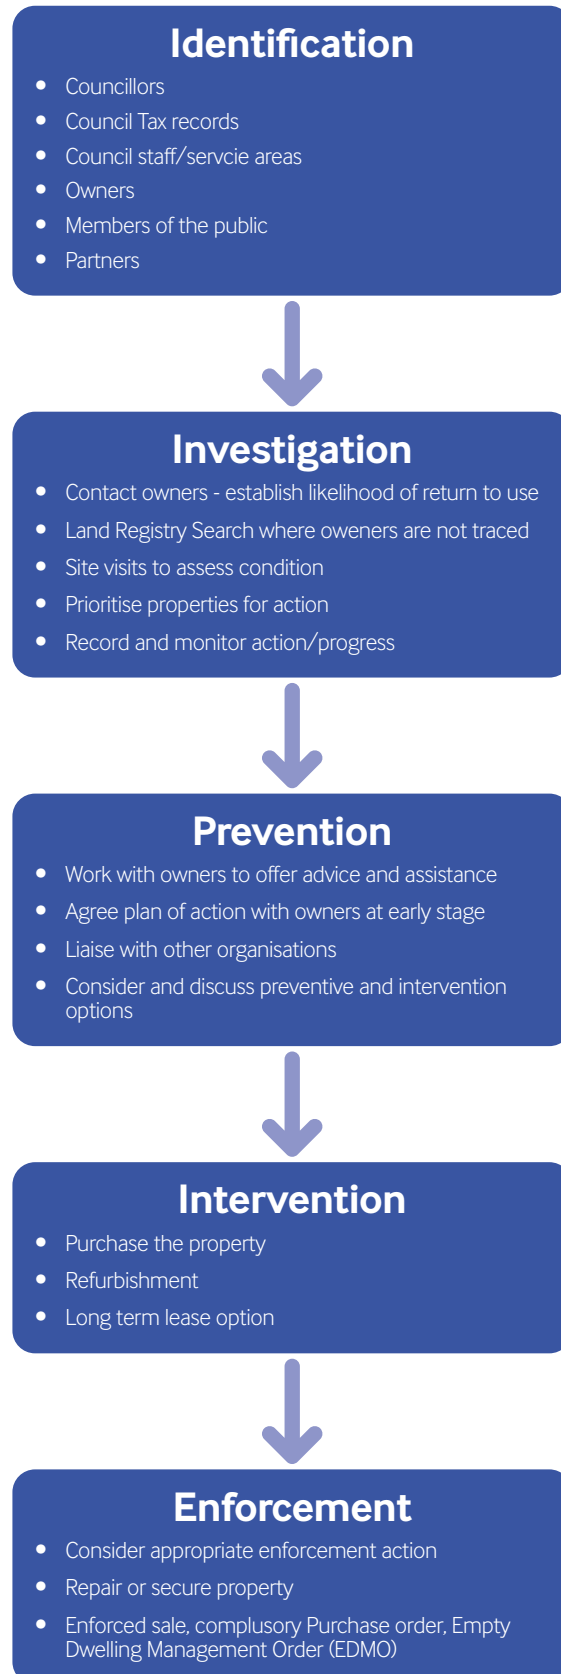 Identification
• Councillors
• Council Tax records
• Council staff/servcie areas
• Owners
• Members of the public
• Partners
Investigation
• Contact owners - establish likelihood of return to use
• Land Registry Search where oweners are not traced
• Site visits to assess condition
• Prioritise properties for action
• Record and monitor action/progress
Prevention
• Work with owners to offer advice and assistance
• Agree plan of action with owners at early stage
• Liaise with other organisations
• Consider and discuss preventive and intervention
options
Intervention
• Purchase the property
• Refurbishment
• Long term lease option
Enforcement
• Consider appropriate enforcement action
• Repair or secure property
• Enforced sale, complusory Purchase order, Empty
Dwelling Management Order (EDMO)